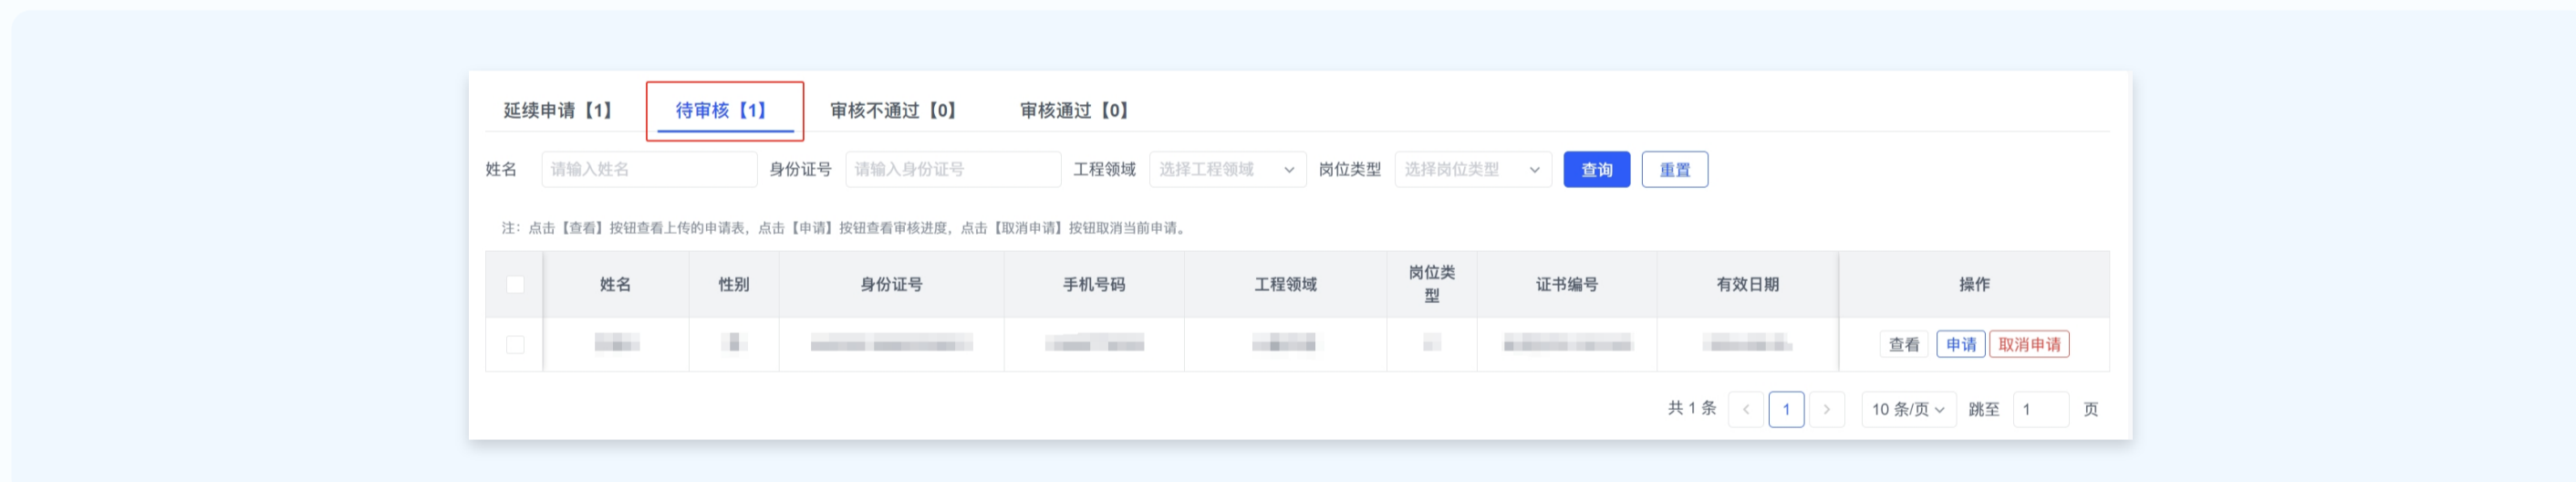 延续申请【1】 待审核【1】 审核不通过【0】 审核通过【0】
姓名 请输入姓名 身份证号 请输入身份证号 工程领域 选择工程领域 岗位类型 选择岗位类型 查询 重置
注：点击【查看】按钮查看上传的申请表，点击【申请】按钮查看审核进度，点击【取消申请】按钮取消当前申请。
姓名 性别 身份证号 手机号码 工程领域 岗位类型 证书编号 有效日期 操作
查看 申请 取消申请
共 1 条 < 1 > 10 条/页 跳至 1 页